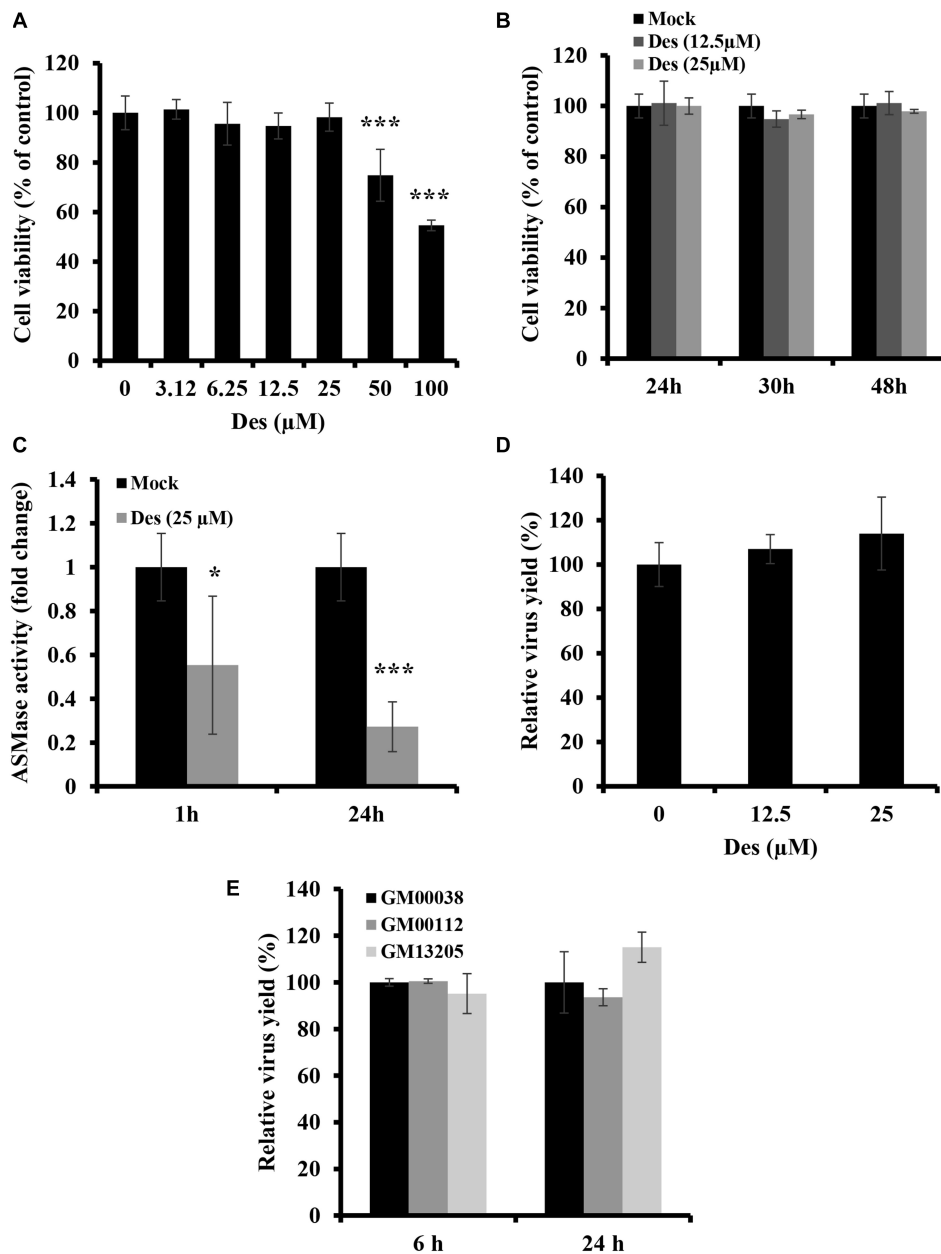 A
Cell viability (% of control)
120
100
80
60
40
20
0
***
***
0 3.12 6.25 12.5 25 50 100
Des (µM)
B
Mock
Des (12.5µM)
Des (25µM)
Cell viability (% of control)
120
100
80
60
40
20
0
24h 30h 48h
C
ASMase activity (fold change)
1.4
1.2
1
0.8
0.6
0.4
0.2
0
Mock
Des (25 µM)
*
***
1h 24h
D
Relative virus yield (%)
140
120
100
80
60
40
20
0
0 12.5 25
Des (µM)
E
Relative virus yield (%)
140
120
100
80
60
40
20
0
GM00038
GM00112
GM13205
6 h 24 h